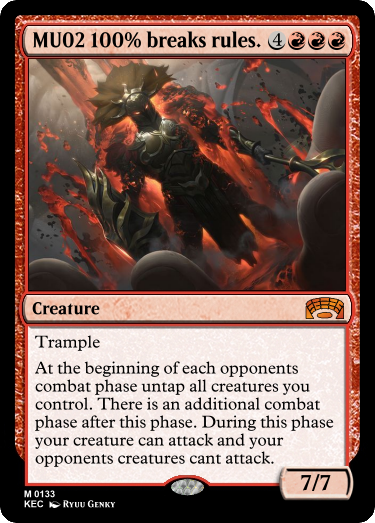 MU02 100% breaks rules. 4
Creature
Trample
At the beginning of each opponents
combat phase untap all creatures you
control. There is an additional combat
phase after this phase. During this phase
your creature can attack and your
opponents creatures cant attack.
7/7
M 0133
KEC Ryuu Genky